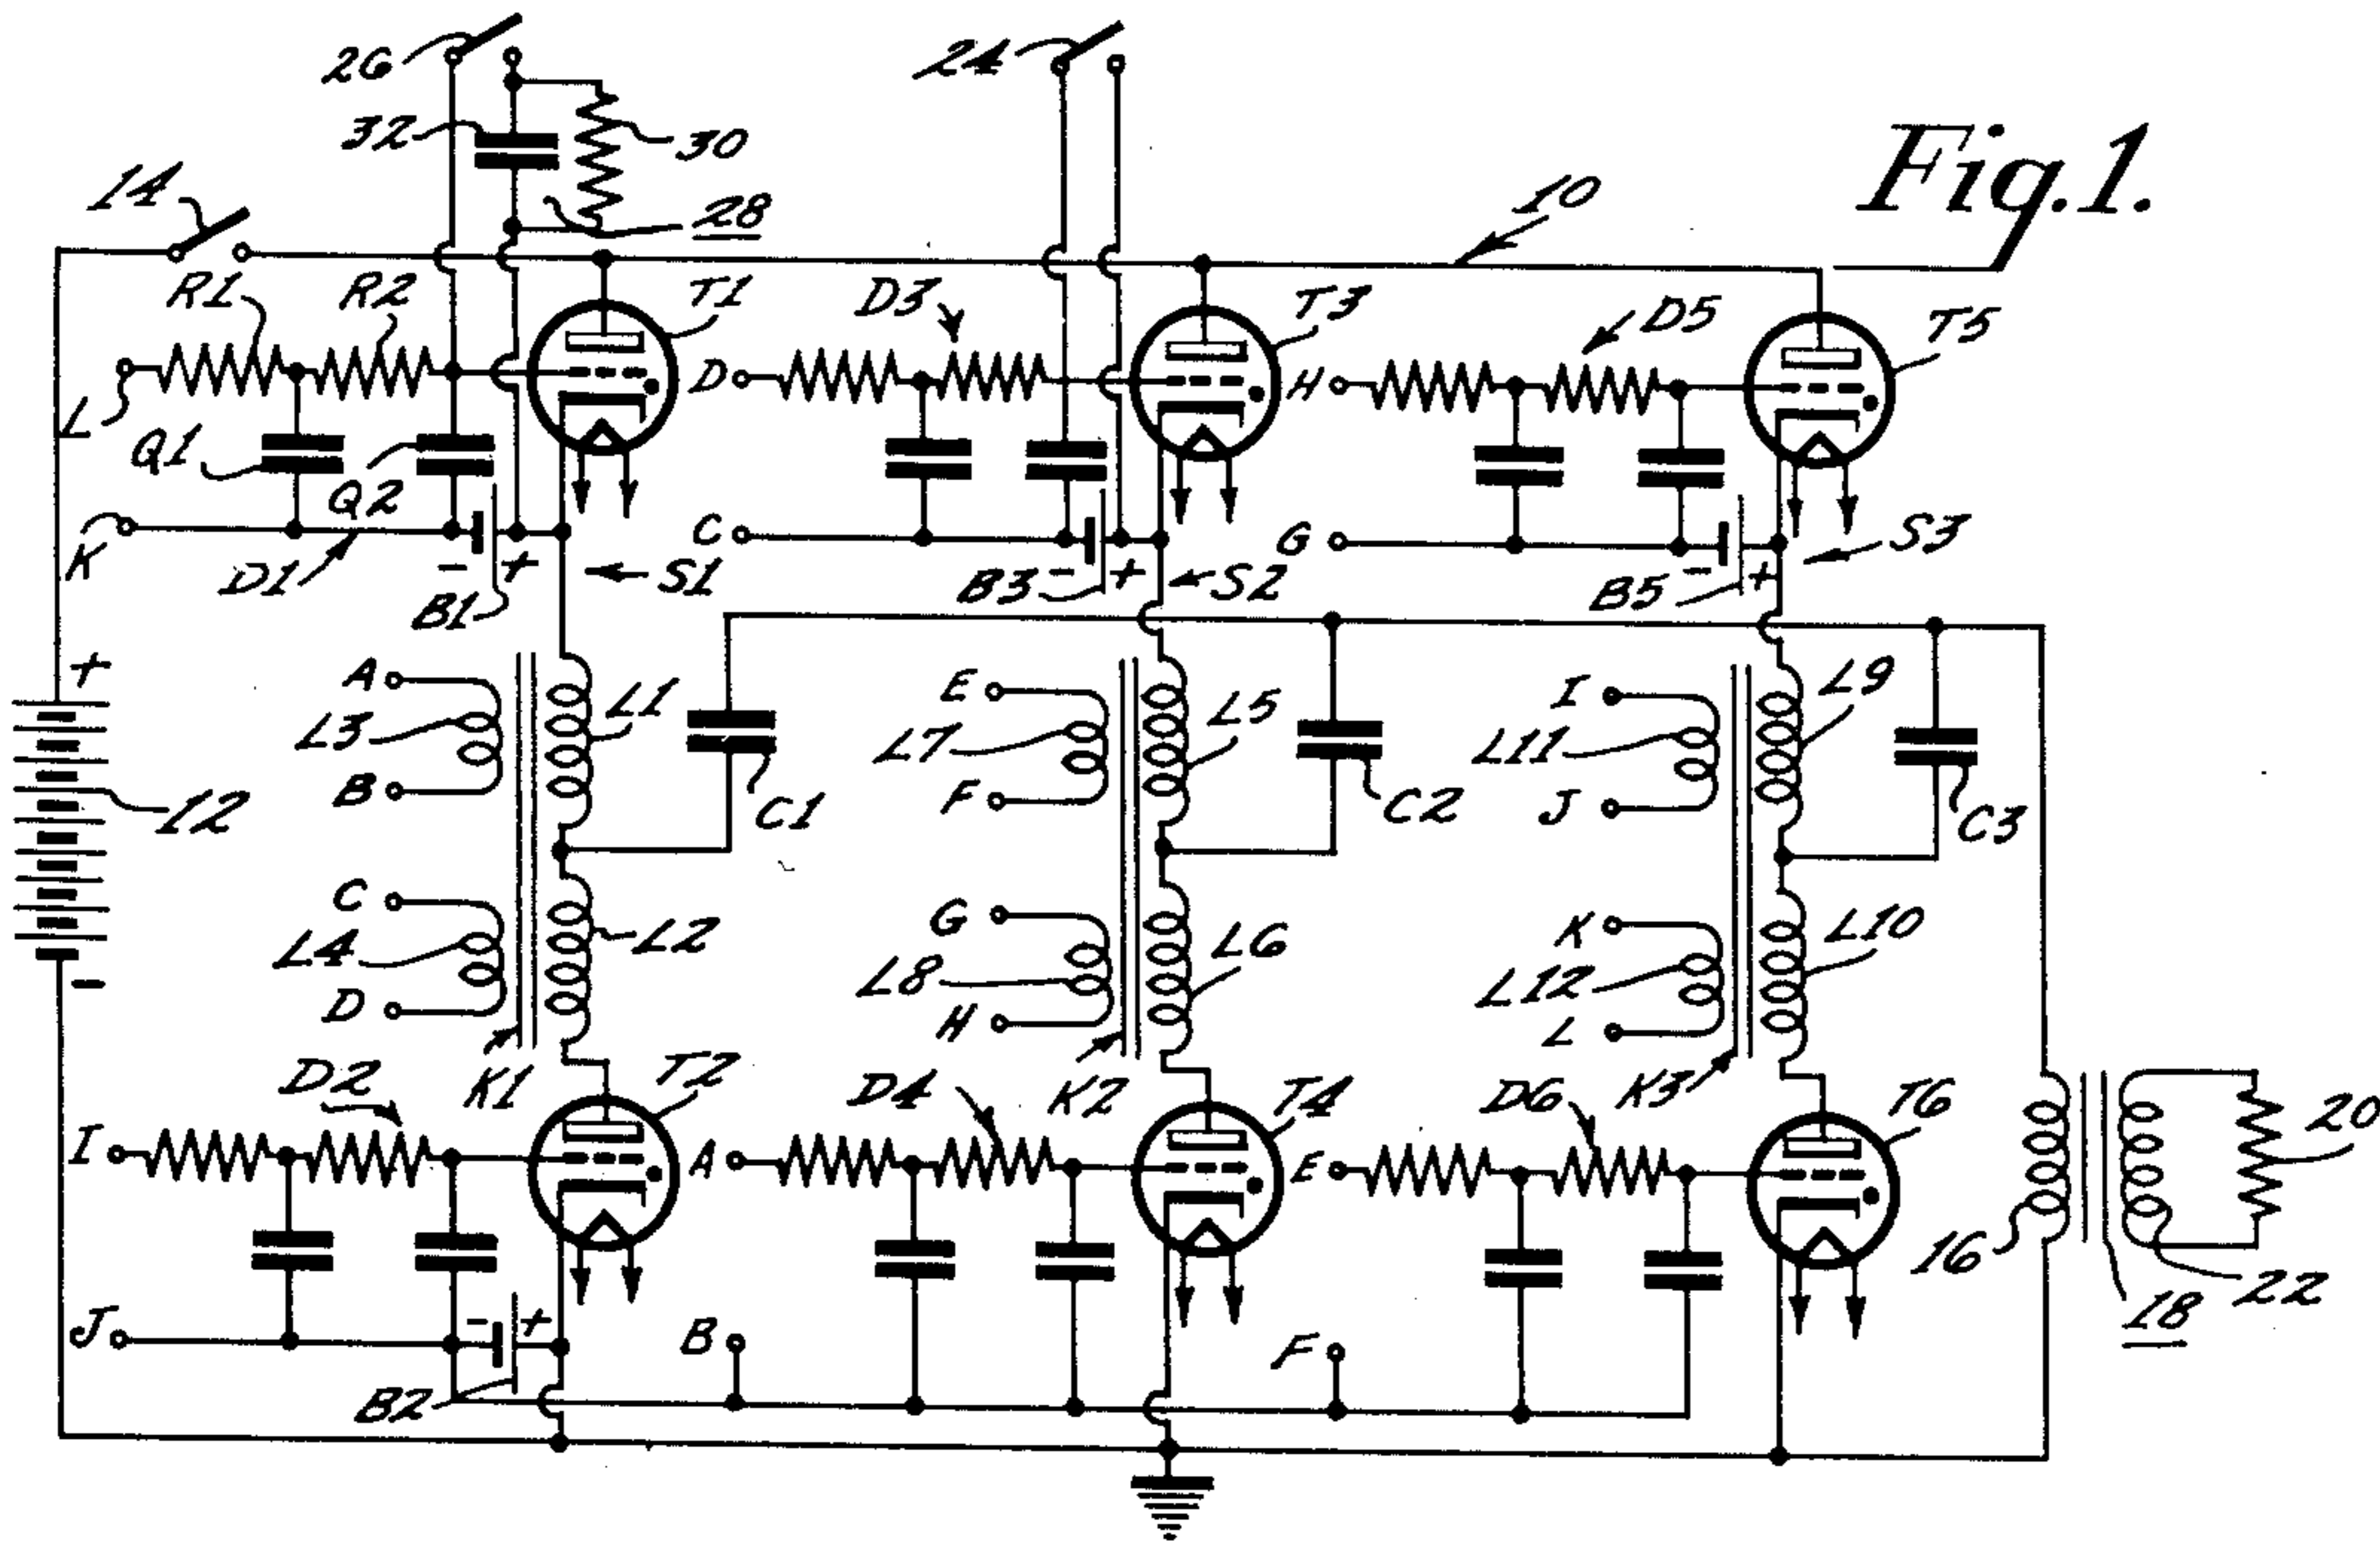 26
24
32
30
Fig.1.
14
28
10
R1
R2
T1
D3
T3
D5
T5
L
D
H
Q1
Q2
K
C
G
D1
- +
S1
B3
- +
S2
B5
- +
S3
B1
+
A
L3
L1
B
C1
E
L7
L5
F
C2
I
L11
L9
J
C3
12
C
L4
L2
D
G
L8
L6
H
K
L12
L10
L
-
D2
K1
T2
D4
K2
T4
D6
K3
T6
20
I
A
E
16
22
18
J
- +
B
F
B2